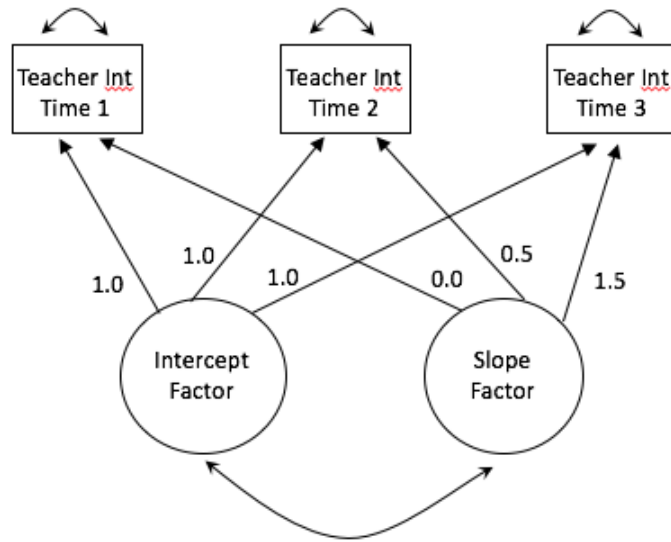 Teacher Int
Time 1
Teacher Int
Time 2
Teacher Int
Time 3
1.0
1.0
1.0
0.0
0.5
1.5
Intercept
Factor
Slope
Factor